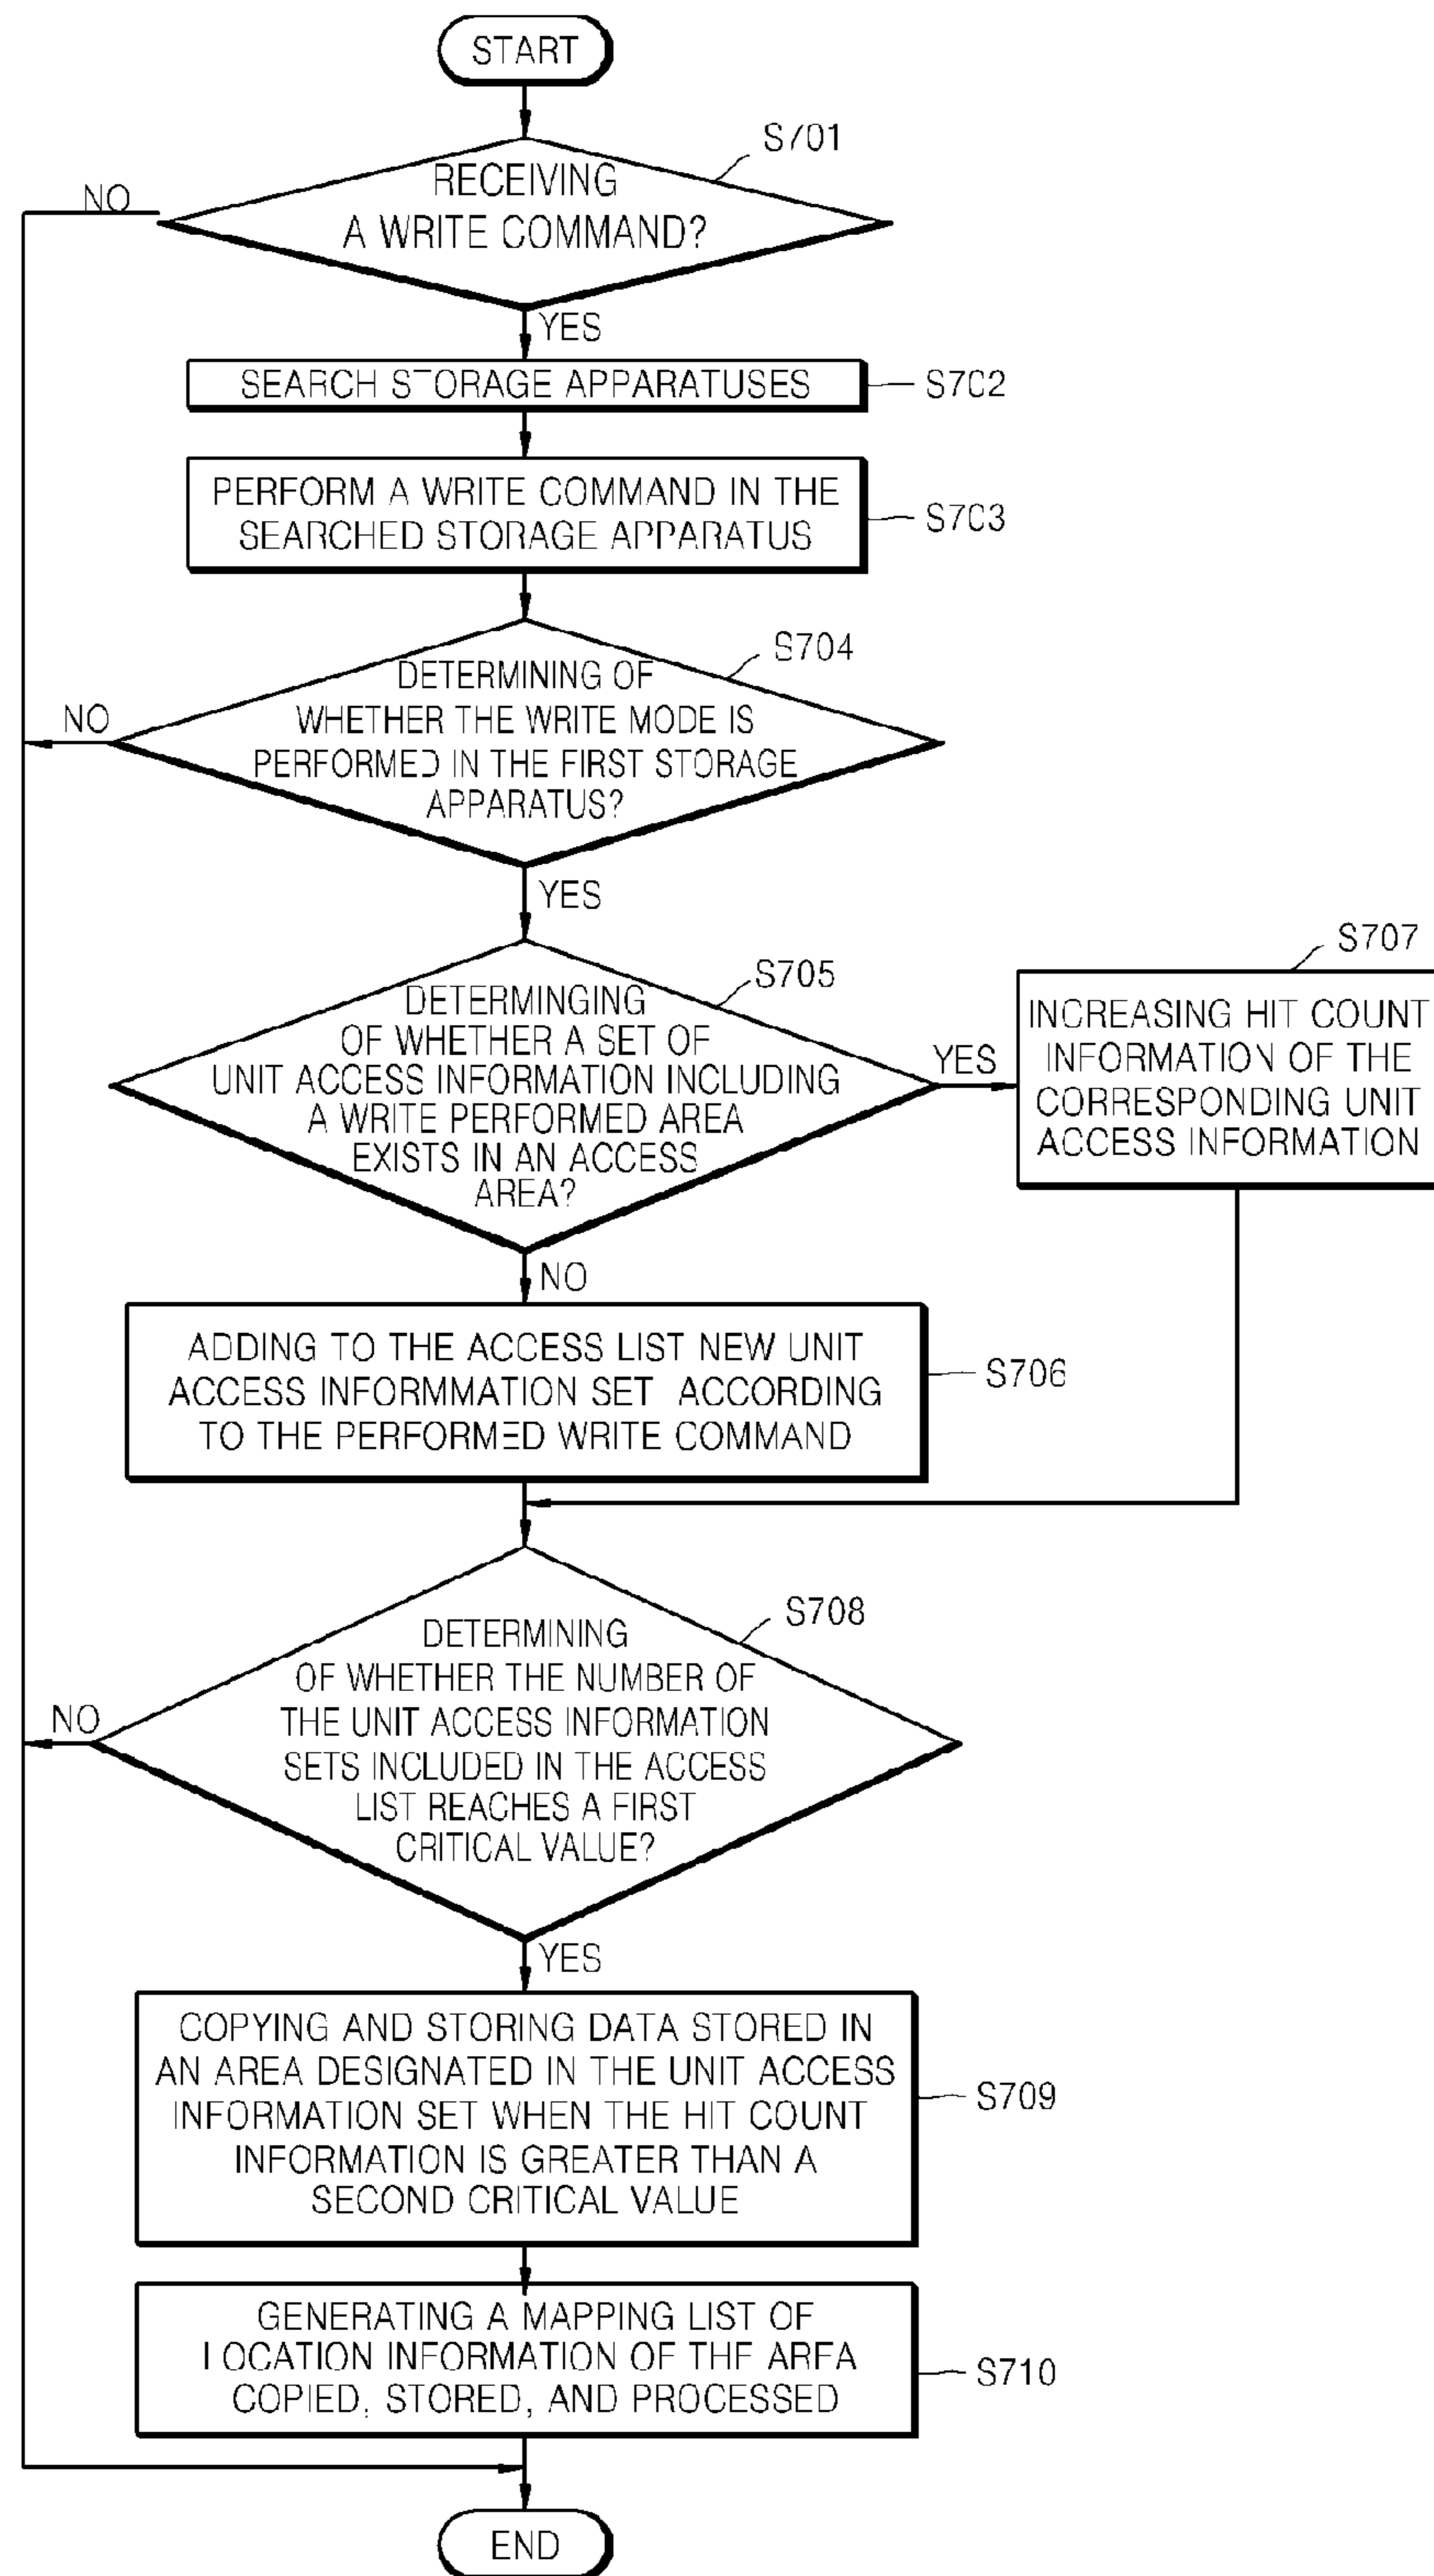 START
S701
NO
RECEIVING
A WRITE COMMAND?
YES
SEARCH STORAGE APPARATUSES
S702
PERFORM A WRITE COMMAND IN THE
SEARCHED STORAGE APPARATUS
S703
S704
DETERMINING OF
WHETHER THE WRITE MODE IS
PERFORMED IN THE FIRST STORAGE
APPARATUS?
NO
YES
S705
DETERMINGING
OF WHETHER A SET OF
UNIT ACCESS INFORMATION INCLUDING
A WRITE PERFORMED AREA
EXISTS IN AN ACCESS
AREA?
YES
S707
INCREASING HIT COUNT
INFORMATION OF THE
CORRESPONDING UNIT
ACCESS INFORMATION
NO
ADDING TO THE ACCESS LIST NEW UNIT
ACCESS INFORMMATION SET ACCORDING
TO THE PERFORMED WRITE COMMAND
S706
S708
DETERMINING
OF WHETHER THE NUMBER OF
THE UNIT ACCESS INFORMATION
SETS INCLUDED IN THE ACCESS
LIST REACHES A FIRST
CRITICAL VALUE?
NO
YES
COPYING AND STORING DATA STORED IN
AN AREA DESIGNATED IN THE UNIT ACCESS
INFORMATION SET WHEN THE HIT COUNT
INFORMATION IS GREATER THAN A
SECOND CRITICAL VALUE
S709
GENERATING A MAPPING LIST OF
LOCATION INFORMATION OF THE AREA
COPIED, STORED, AND PROCESSED
S710
END